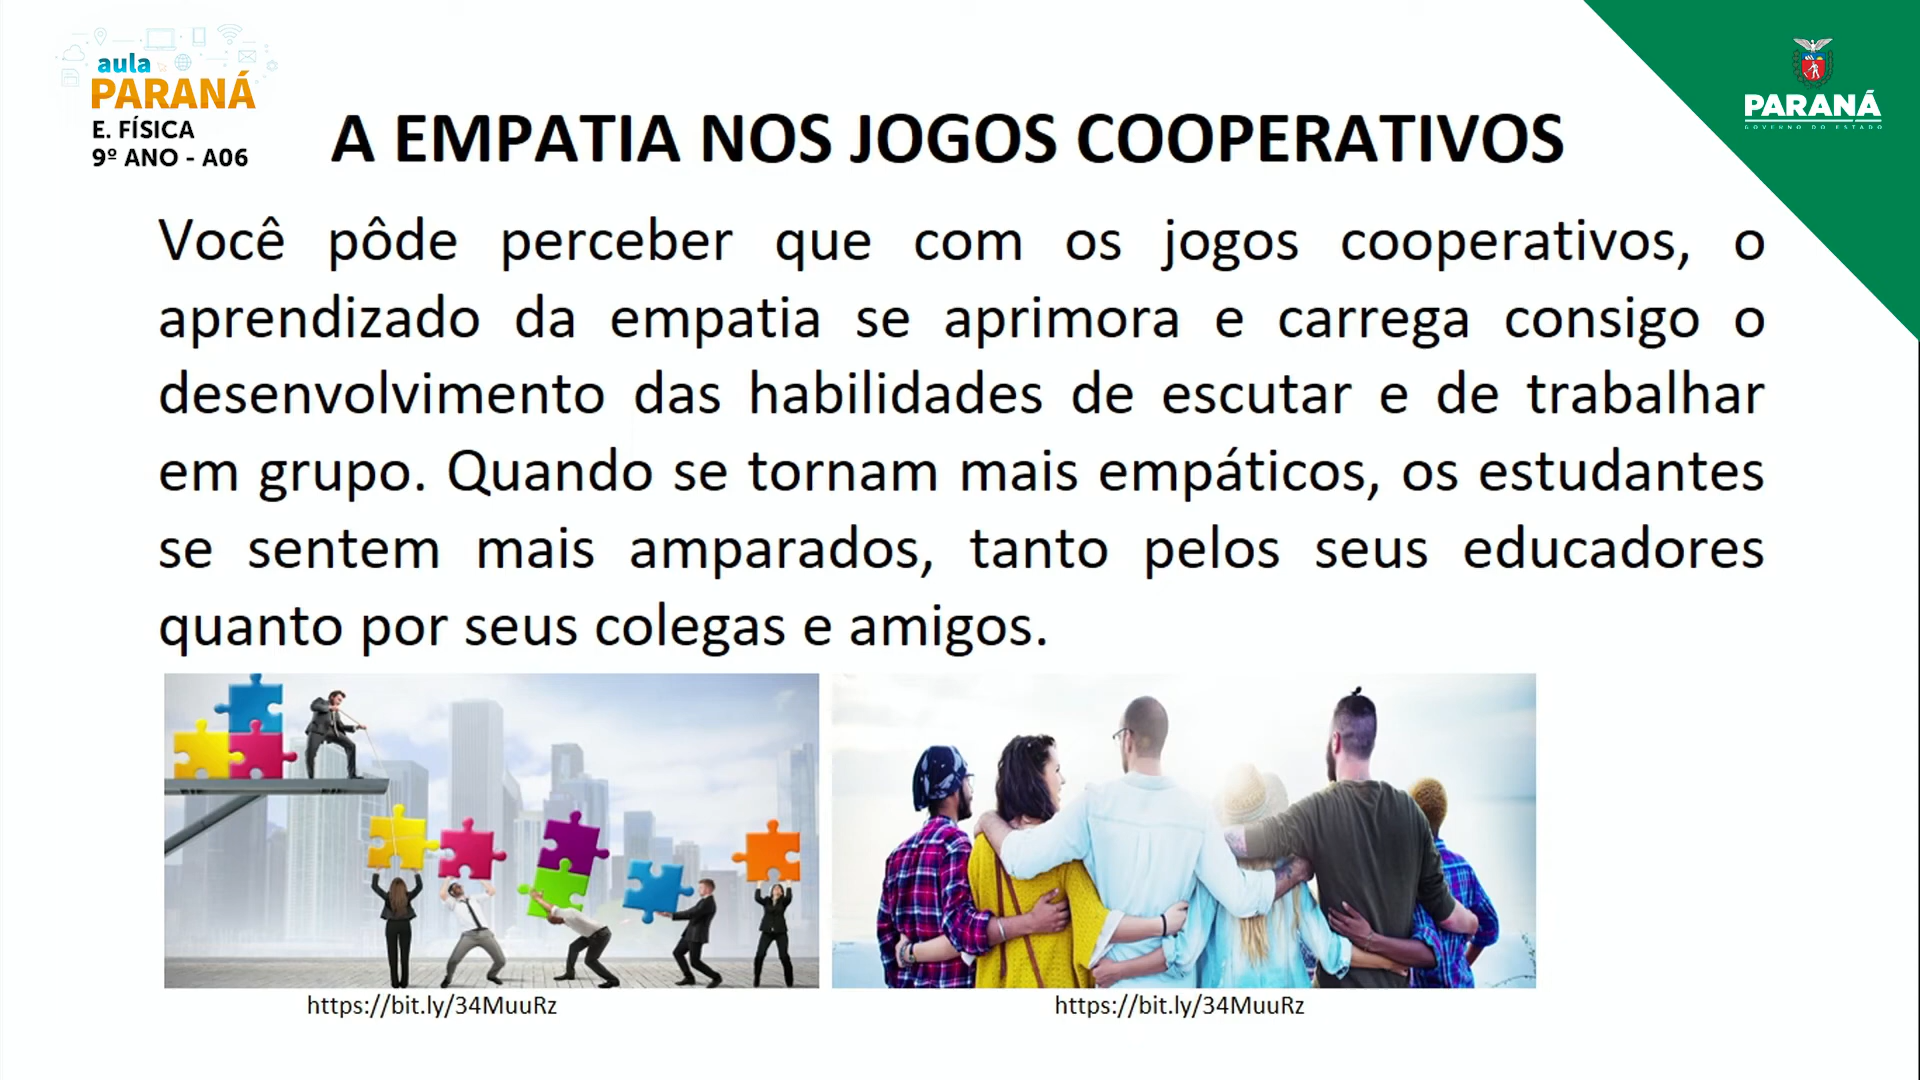 aula
PARANÁ
E. FÍSICA
9º ANO - A06
PARANÁ
GOVERNO DO ESTADO
A EMPATIA NOS JOGOS COOPERATIVOS
Você pôde perceber que com os jogos cooperativos, o
aprendizado da empatia se aprimora e carrega consigo o
desenvolvimento das habilidades de escutar e de trabalhar
em grupo. Quando se tornam mais empáticos, os estudantes
se sentem mais amparados, tanto pelos seus educadores
quanto por seus colegas e amigos.
https://bit.ly/34MuuRz
https://bit.ly/34MuuRz